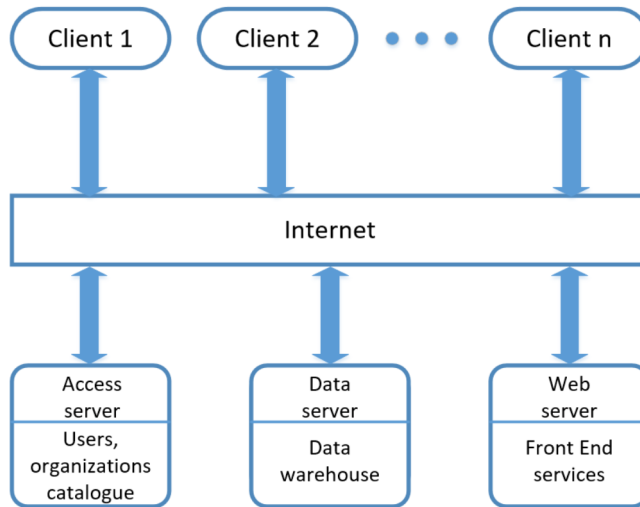 Client 1
Client 2
Client n
Internet
Access
server
Users,
organizations
catalogue
Data
server
Data
warehouse
Web
server
Front End
services